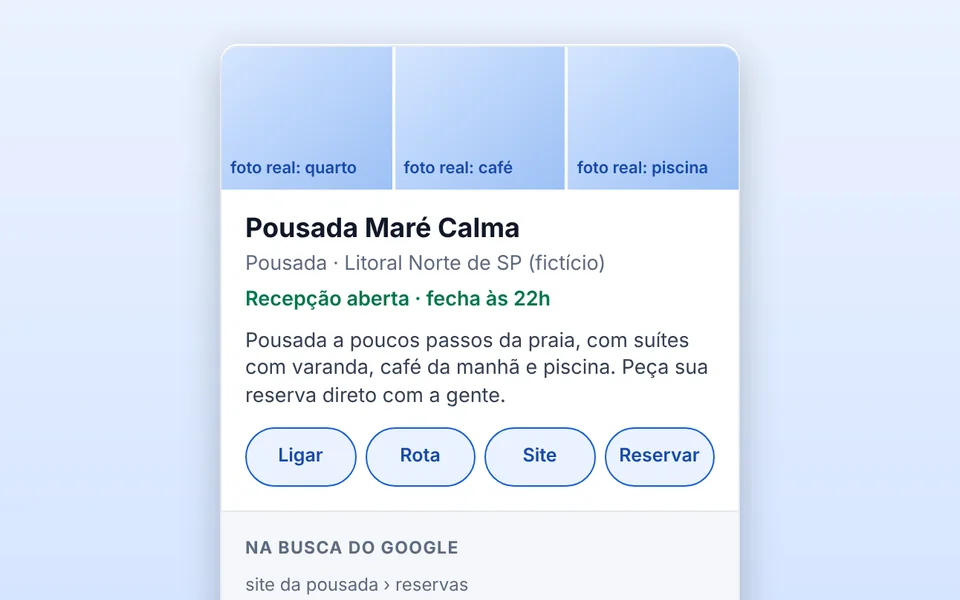 foto real: quarto
foto real: café
foto real: piscina
Pousada Maré Calma
Pousada · Litoral Norte de SP (fictício)
Recepção aberta · fecha às 22h
Pousada a poucos passos da praia, com suítes
com varanda, café da manhã e piscina. Peça sua
reserva direto com a gente.
Ligar
Rota
Site
Reservar
NA BUSCA DO GOOGLE
site da pousada › reservas